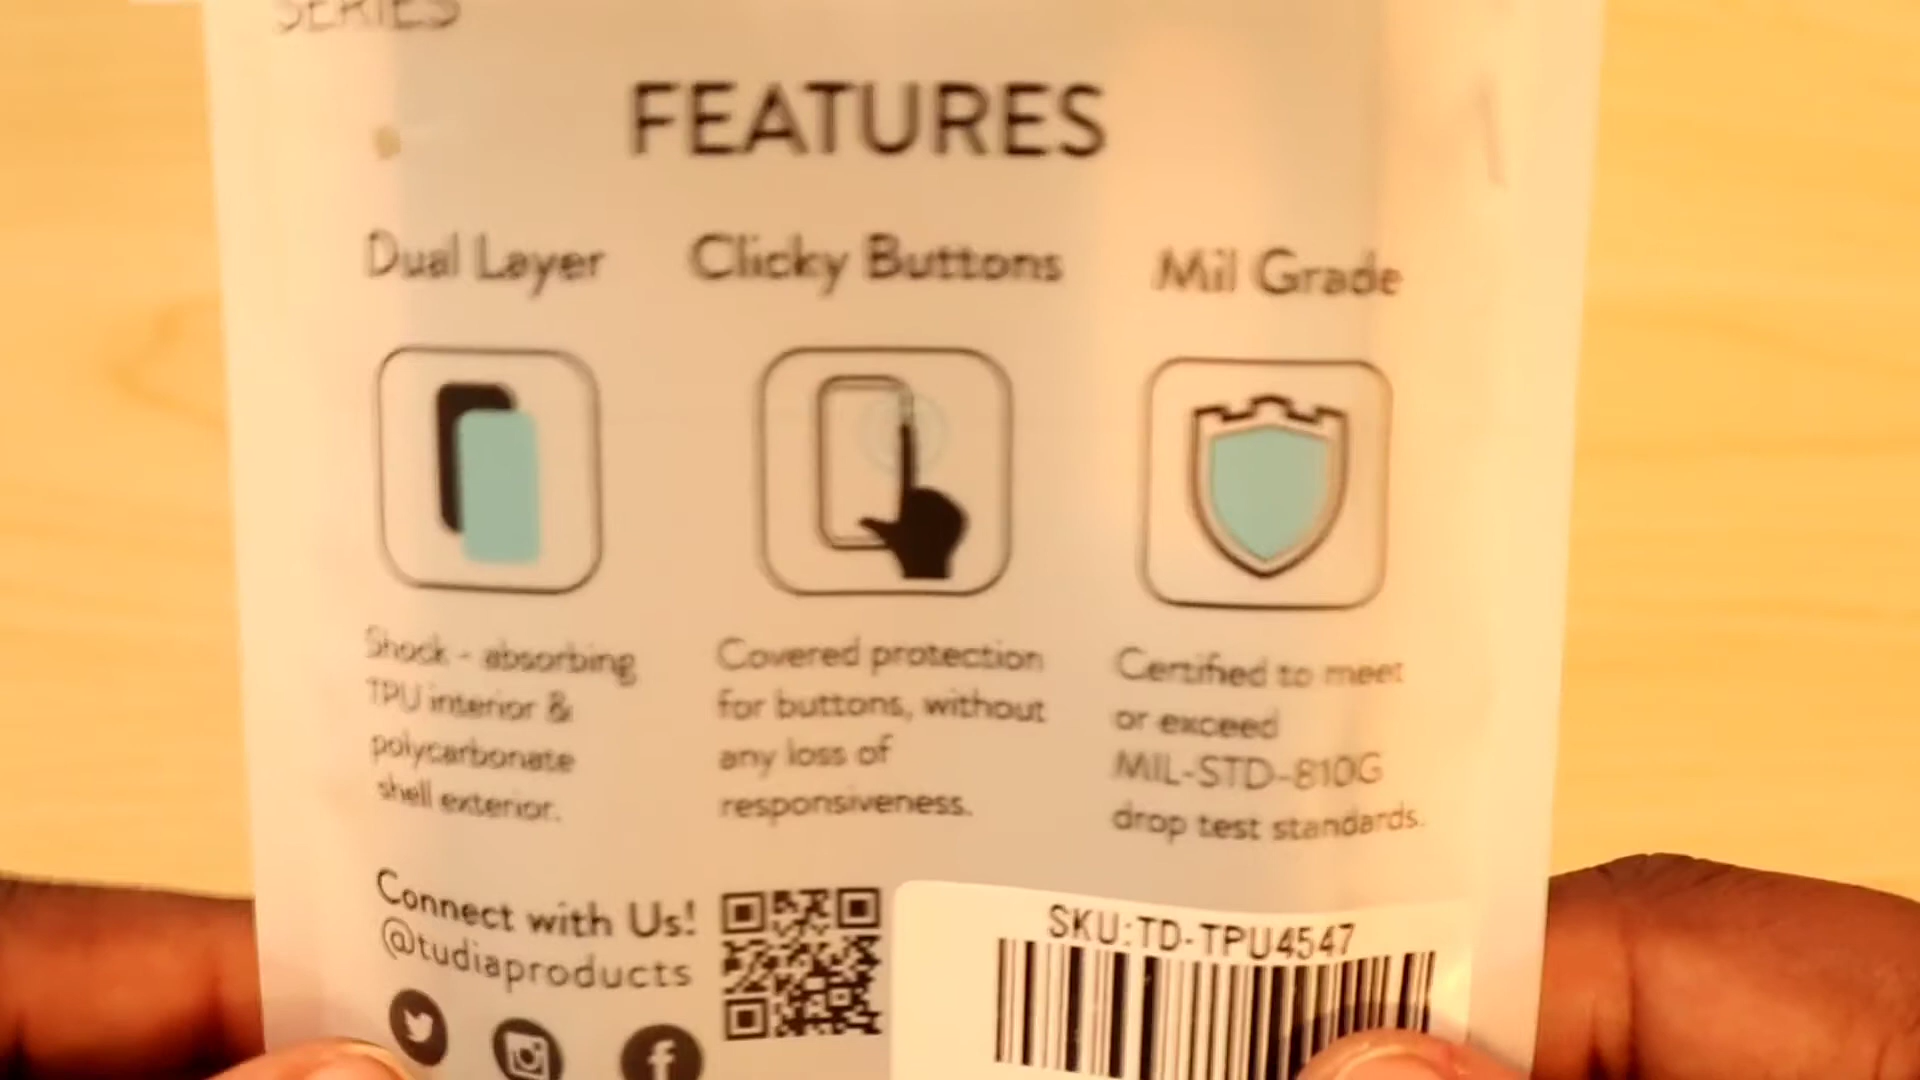 SERIES
FEATURES
Dual Layer
Clicky Buttons
Mil Grade
Shock - absorbing
TPU interior &
polycarbonate
shell exterior.
Covered protection
for buttons, without
any loss of
responsiveness.
Certified to meet
or exceed
MIL-STD-810G
drop test standards.
Connect with Us!
@tudiaproducts
SKU:TD-TPU4547